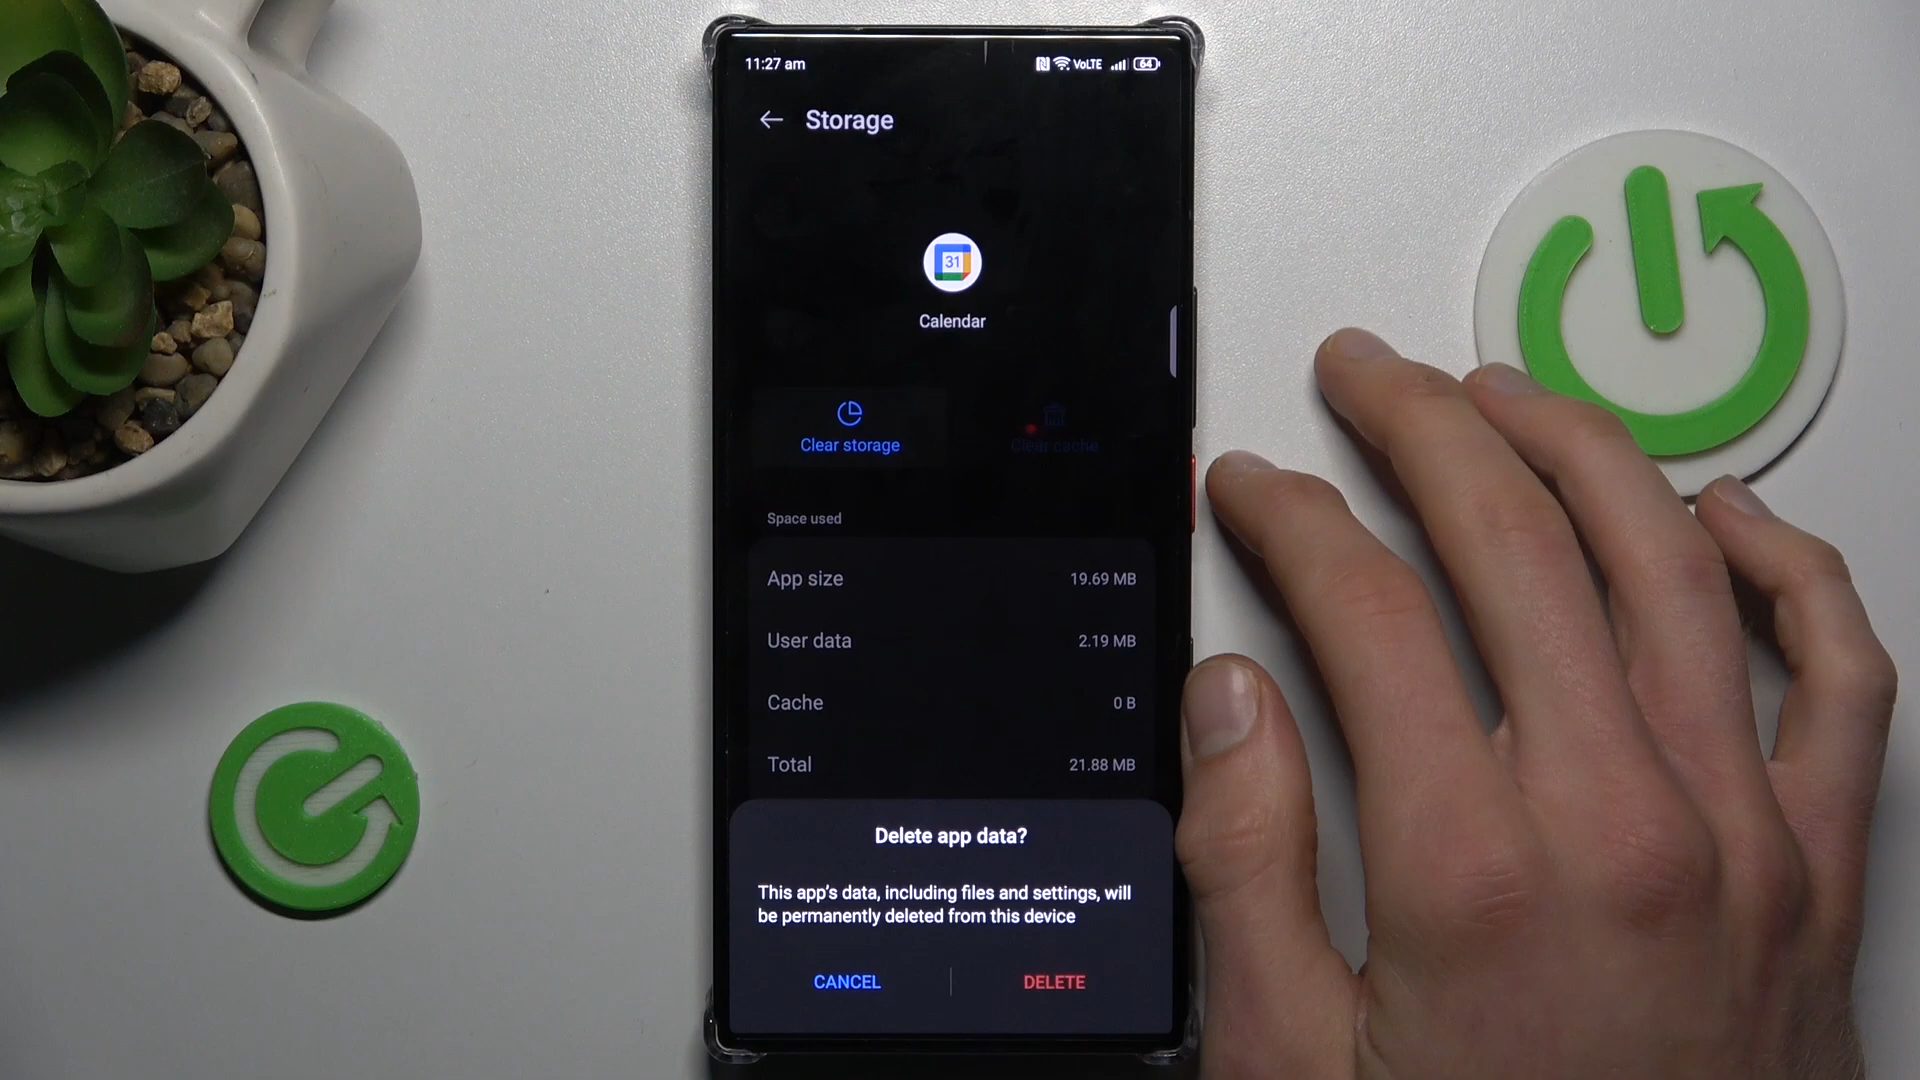 11:27 am
VoLTE
64
Storage
31
Calendar
Clear storage
Clear cache
Space used
App size 19.69 MB
User data 2.19 MB
Cache 0 B
Total 21.88 MB
Delete app data?
This app's data, including files and settings, will
be permanently deleted from this device
CANCEL
DELETE